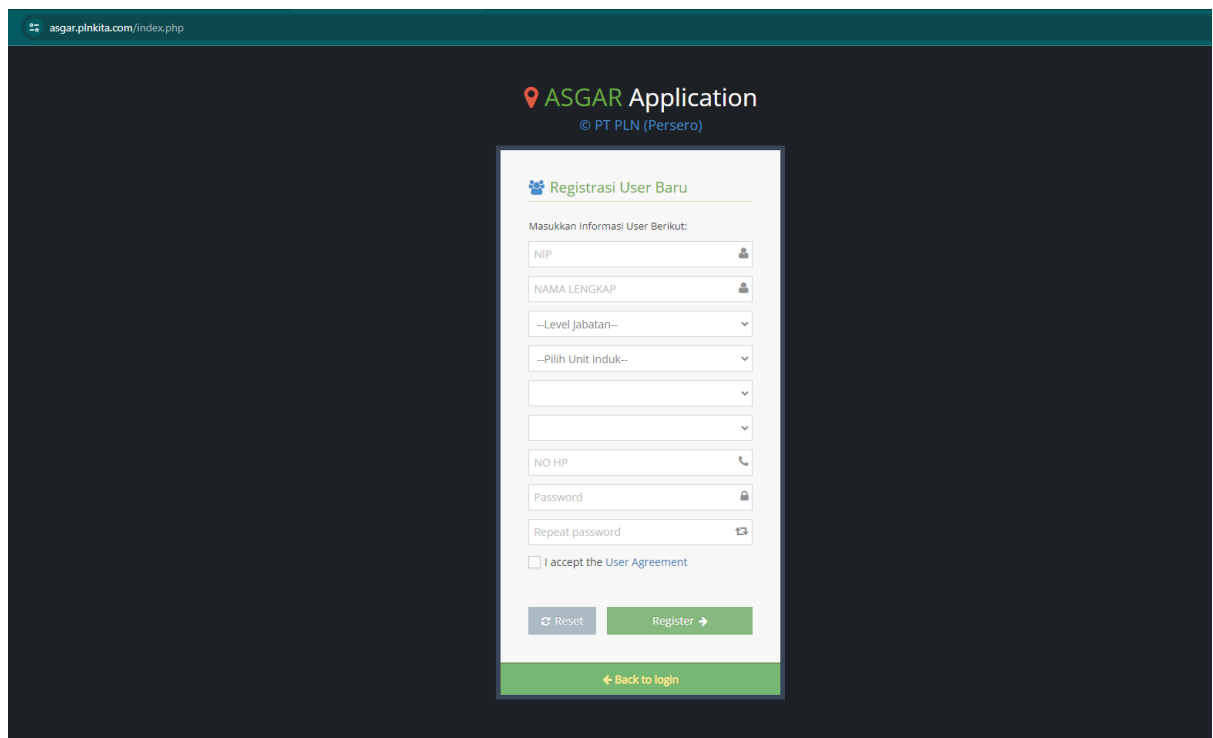 asgar.plnkita.com/index.php
ASGAR Application
© PT PLN (Persero)
Registrasi User Baru
Masukkan Informasi User Berikut:
NIP
NAMA LENGKAP
--Level Jabatan--
--Pilih Unit Induk--
NO HP
Password
Repeat password
I accept the User Agreement
Reset
Register
Back to login